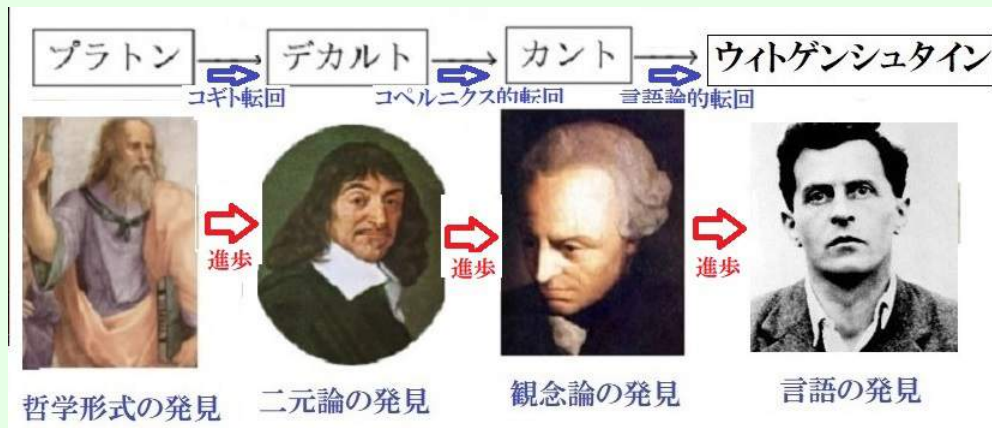 プラトン → デカルト → カント → ウィトゲンシュタイン
コギト転回 コペルニクス的転回 言語論的転回
進歩 進歩 進歩
哲学形式の発見 二元論の発見 観念論の発見 言語の発見